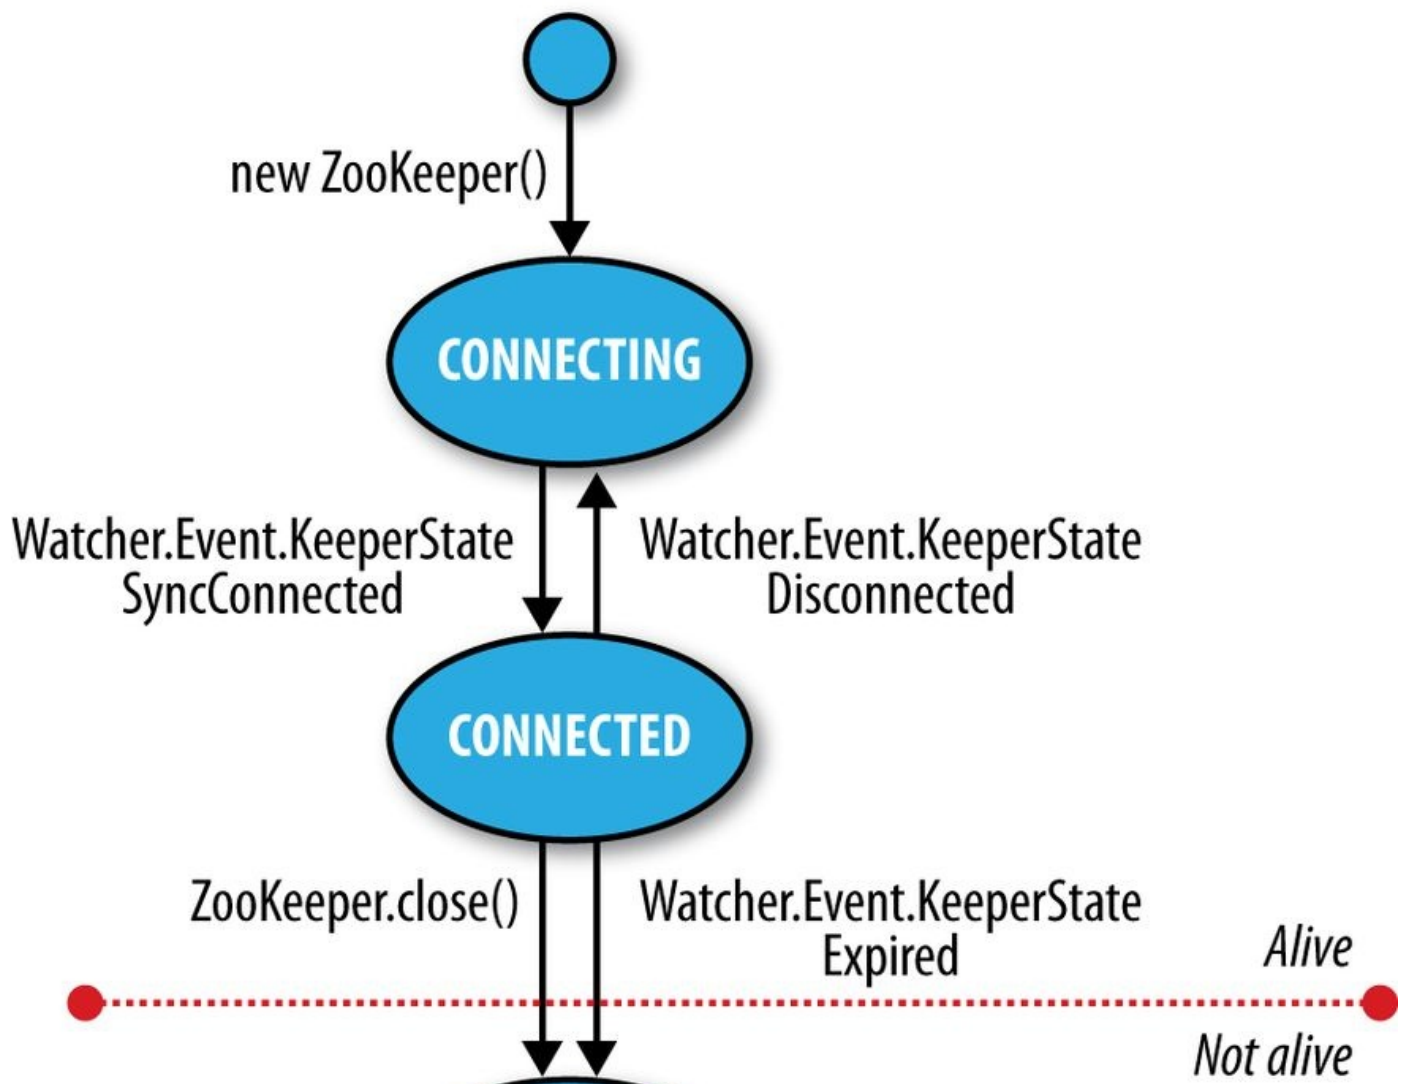 new ZooKeeper()
CONNECTING
Watcher.Event.KeeperState
SyncConnected
Watcher.Event.KeeperState
Disconnected
CONNECTED
ZooKeeper.close()
Watcher.Event.KeeperState
Expired
Alive
Not alive